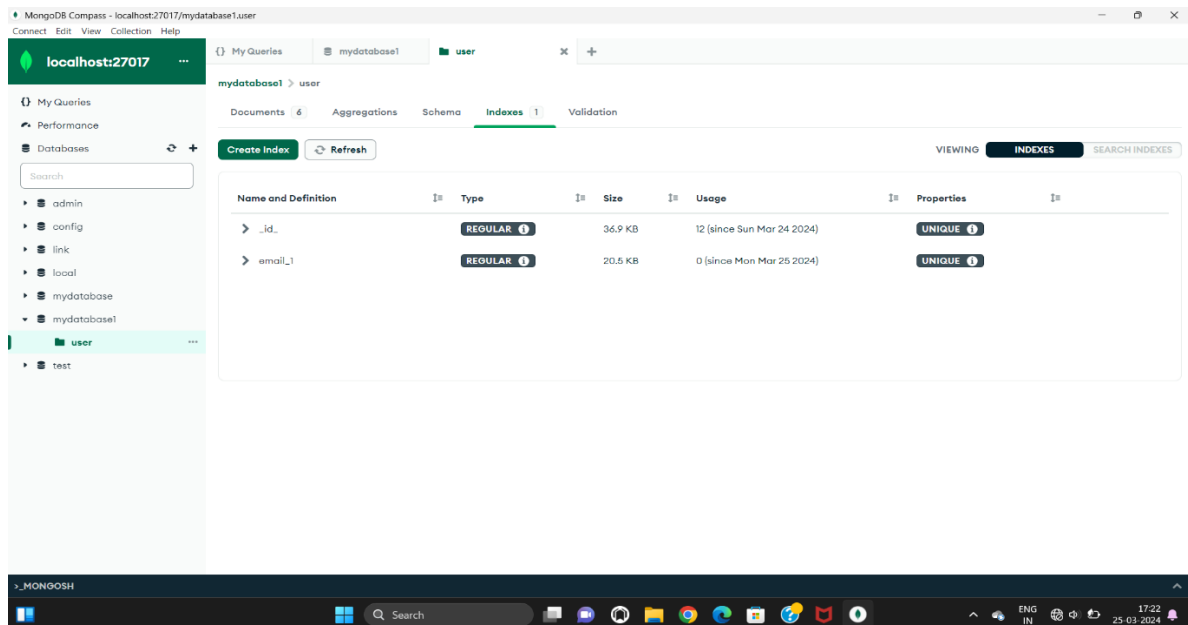 MongoDB Compass - localhost:27017/mydatabase1.user
Connect Edit View Collection Help
localhost:27017 ...
{} My Queries mydatabase1 user
mydatabase1 > user
{} My Queries
Performance
Databases
Search
admin
config
link
local
mydatabase
mydatabase1
user ...
test
Documents 6 Aggregations Schema Indexes 1 Validation
Create Index Refresh VIEWING INDEXES SEARCH INDEXES
Name and Definition Type Size Usage Properties
_id_ REGULAR 36.9 KB 12 (since Sun Mar 24 2024) UNIQUE
email_1 REGULAR 20.5 KB 0 (since Mon Mar 25 2024) UNIQUE
>_MONGOSH
Search ENG 17:22
IN 25-03-2024